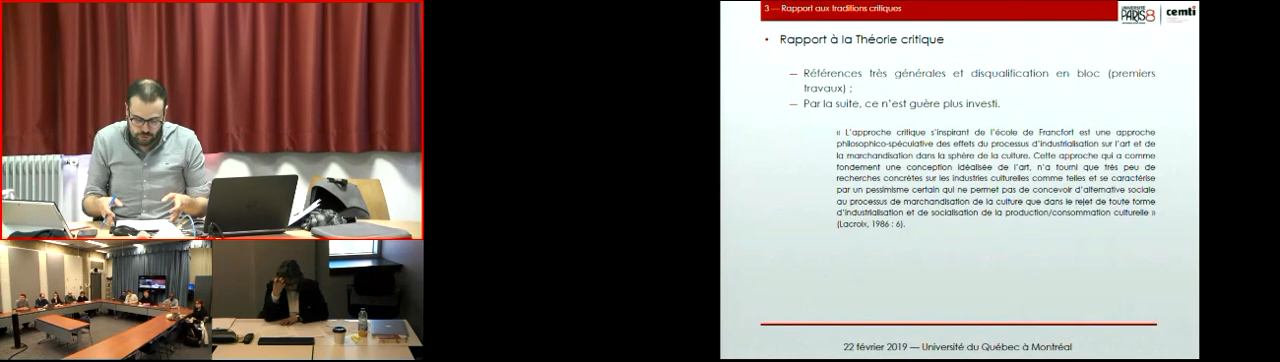 3 — Rapport aux traditions critiques
UNIVERSITÉ
PARIS 8
cemti
• Rapport à la Théorie critique
— Références très générales et disqualification en bloc (premiers
travaux) ;
— Par la suite, ce n'est guère plus investi.
« L'approche critique s'inspirant de l'école de Francfort est une approche
philosophico-spéculative des effets du processus d'industrialisation sur l'art et de
la marchandisation dans la sphère de la culture. Cette approche qui a comme
fondement une conception idéalisée de l'art, n'a fourni que très peu de
recherches concrètes sur les industries culturelles comme telles et se caractérise
par un pessimisme certain qui ne permet pas de concevoir d'alternative sociale
au processus de marchandisation de la culture que dans le rejet de toute forme
d'industrialisation et de socialisation de la production/consommation culturelle »
(Lacroix, 1986 : 6).
22 février 2019 — Université du Québec à Montréal